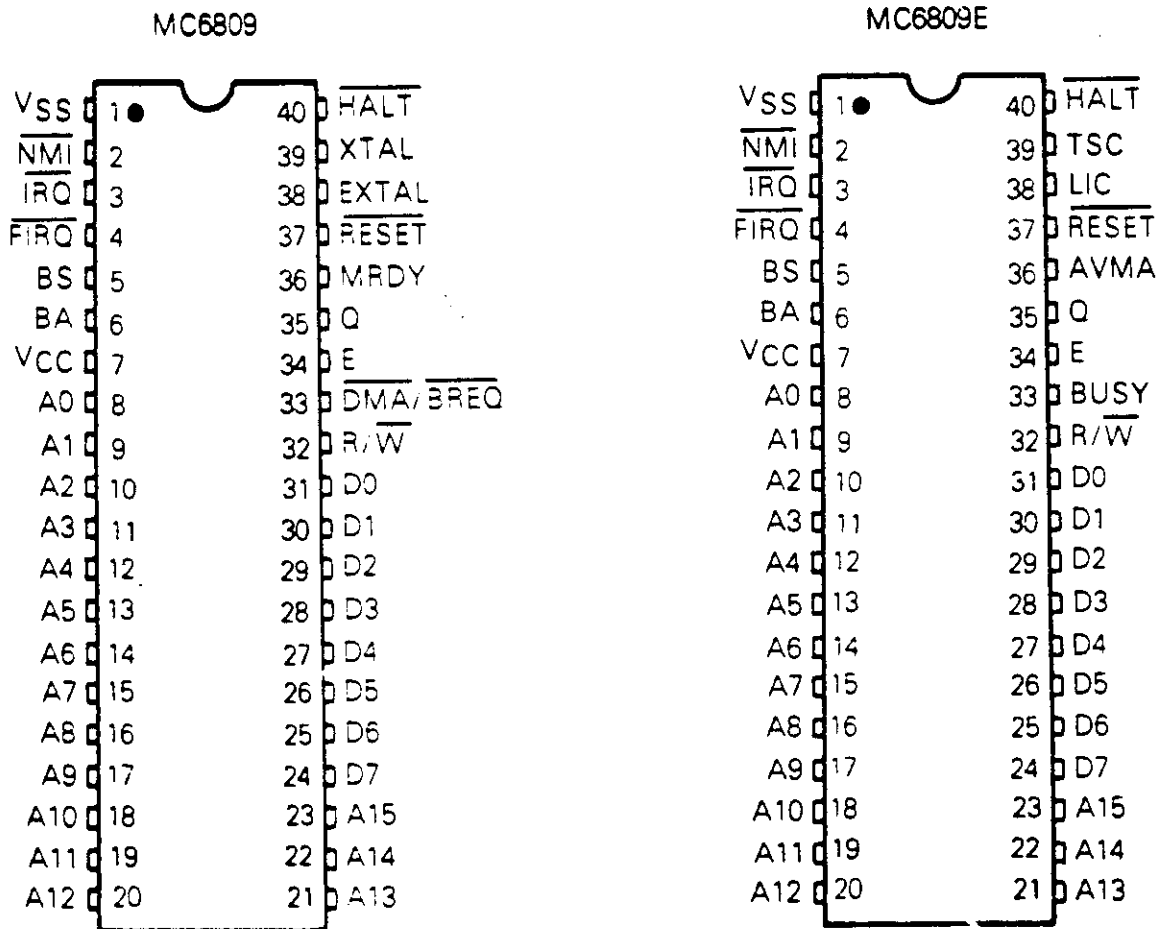 MC6809
VSS 1 40 HALT
NMI 2 39 XTAL
IRQ 3 38 EXTAL
FIRQ 4 37 RESET
BS 5 36 MRDY
BA 6 35 Q
VCC 7 34 E
A0 8 33 DMA/BREQ
A1 9 32 R/W
A2 10 31 D0
A3 11 30 D1
A4 12 29 D2
A5 13 28 D3
A6 14 27 D4
A7 15 26 D5
A8 16 25 D6
A9 17 24 D7
A10 18 23 A15
A11 19 22 A14
A12 20 21 A13
MC6809E
VSS 1 40 HALT
NMI 2 39 TSC
IRQ 3 38 LIC
FIRQ 4 37 RESET
BS 5 36 AVMA
BA 6 35 Q
VCC 7 34 E
A0 8 33 BUSY
A1 9 32 R/W
A2 10 31 D0
A3 11 30 D1
A4 12 29 D2
A5 13 28 D3
A6 14 27 D4
A7 15 26 D5
A8 16 25 D6
A9 17 24 D7
A10 18 23 A15
A11 19 22 A14
A12 20 21 A13